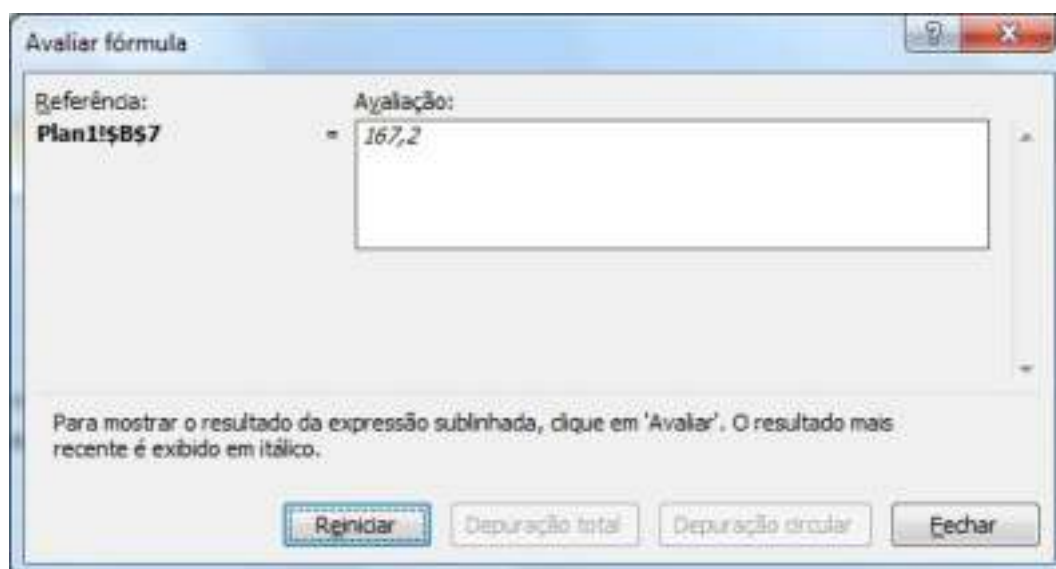 Avaliar fórmula
Referência:
Avaliação:
Plan1!$B$7
=
167,2
Para mostrar o resultado da expressão sublinhada, clique em 'Avaliar'. O resultado mais
recente é exibido em itálico.
Reiniciar
Depuração total
Depuração circular
Fechar